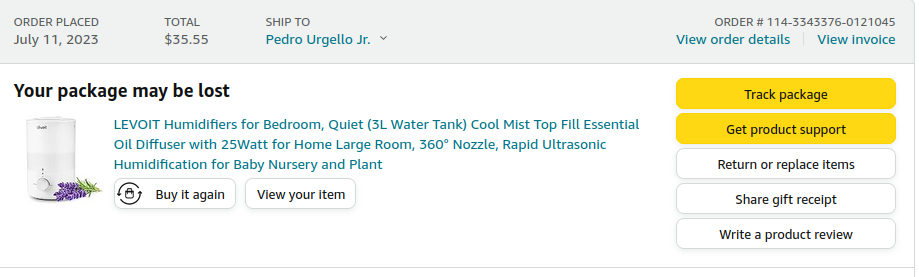 ORDER PLACED
July 11, 2023
TOTAL
$35.55
SHIP TO
Pedro Urgello Jr.
ORDER # 114-3343376-0121045
View order details
View invoice
Your package may be lost
LEVOIT Humidifiers for Bedroom, Quiet (3L Water Tank) Cool Mist Top Fill Essential
Oil Diffuser with 25Watt for Home Large Room, 360° Nozzle, Rapid Ultrasonic
Humidification for Baby Nursery and Plant
Buy it again
View your item
Track package
Get product support
Return or replace items
Share gift receipt
Write a product review